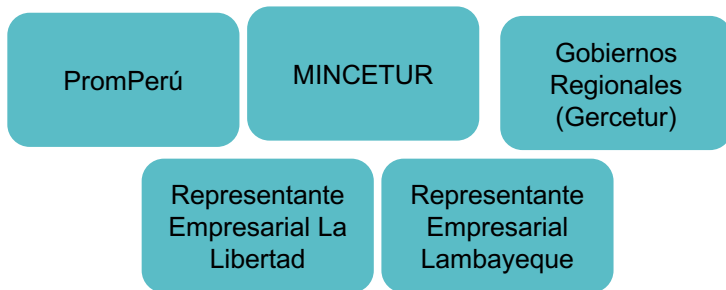 PromPerú
MINCETUR
Gobiernos
Regionales
(Gercetur)
Representante
Empresarial La
Libertad
Representante
Empresarial
Lambayeque